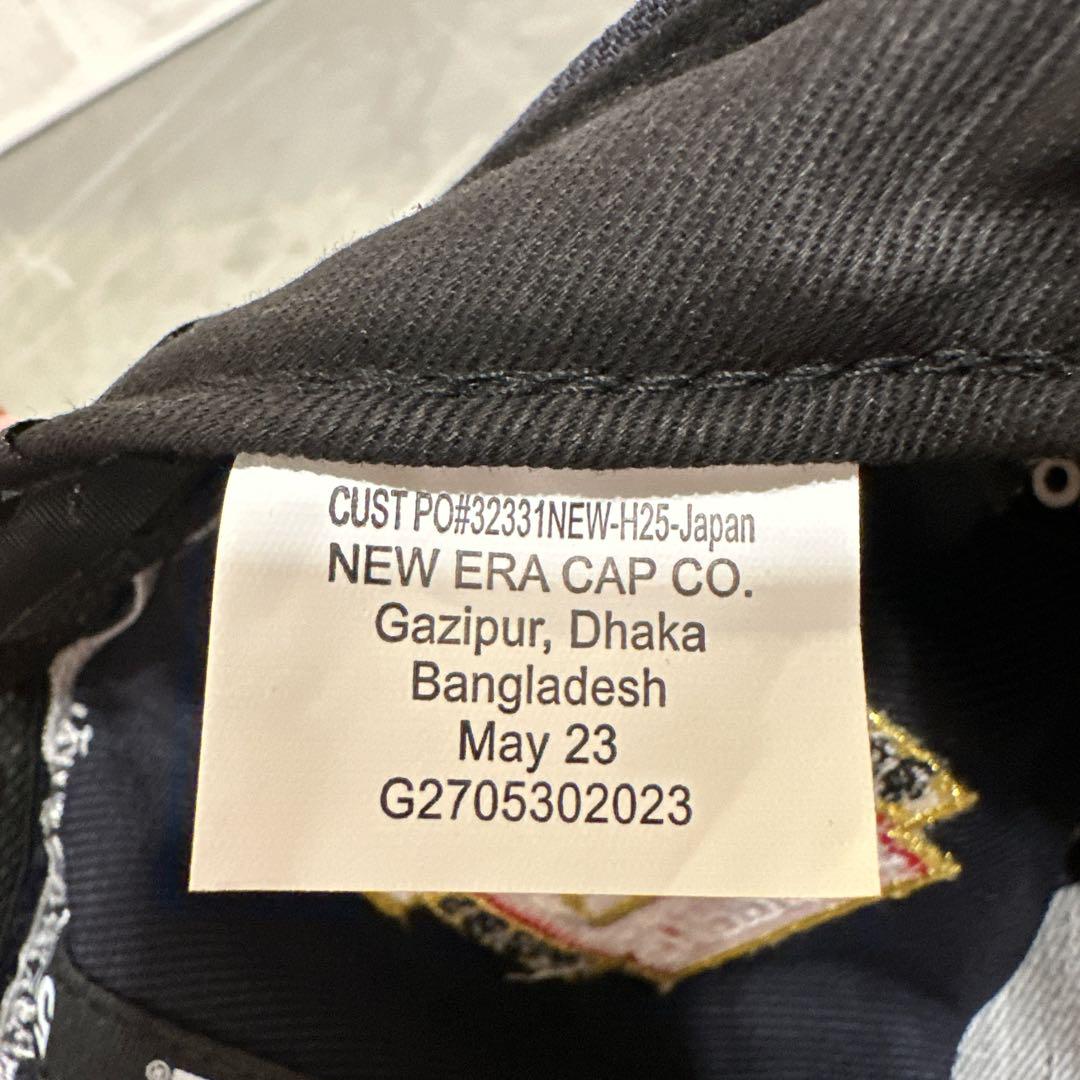 CUST PO#32331NEW-H25-Japan
NEW ERA CAP CO.
Gazipur, Dhaka
Bangladesh
May 23
G2705302023